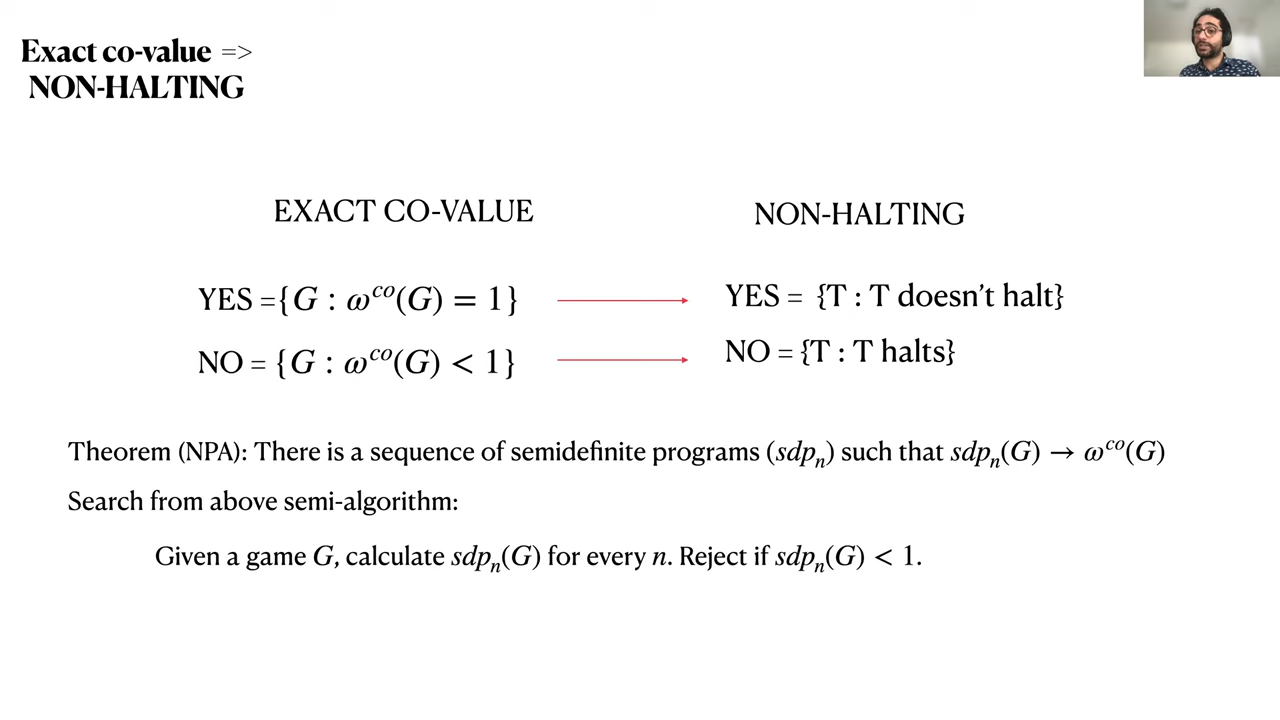 Exact co-value =>
NON-HALTING
EXACT CO-VALUE
NON-HALTING
YES ={G : ω^{co}(G) = 1}
YES = {T : T doesn’t halt}
NO = {G : ω^{co}(G) < 1}
NO = {T : T halts}
Theorem (NPA): There is a sequence of semidefinite programs (sdp_n) such that sdp_n(G) → ω^{co}(G)
Search from above semi-algorithm:
Given a game G, calculate sdp_n(G) for every n. Reject if sdp_n(G) < 1.